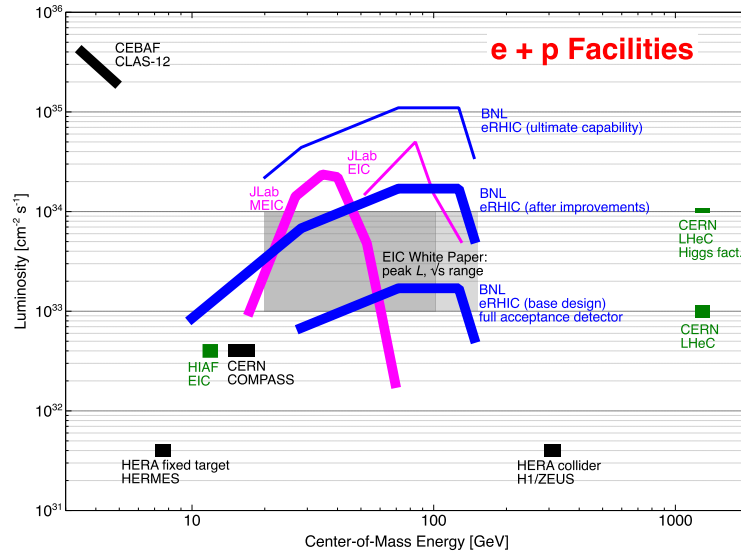 e + p Facilities
CEBAF
CLAS-12
BNL
eRHIC (ultimate capability)
JLab
EIC
JLab
MEIC
BNL
eRHIC (after improvements)
CERN
LHeC
Higgs fact.
EIC White Paper:
peak L, √s range
BNL
eRHIC (base design)
full acceptance detector
CERN
LHeC
HIAF
EIC
CERN
COMPASS
HERA fixed target
HERMES
HERA collider
H1/ZEUS
10³⁶
10³⁵
10³⁴
10³³
10³²
10³¹
Luminosity [cm⁻² s⁻¹]
10
100
1000
Center-of-Mass Energy [GeV]